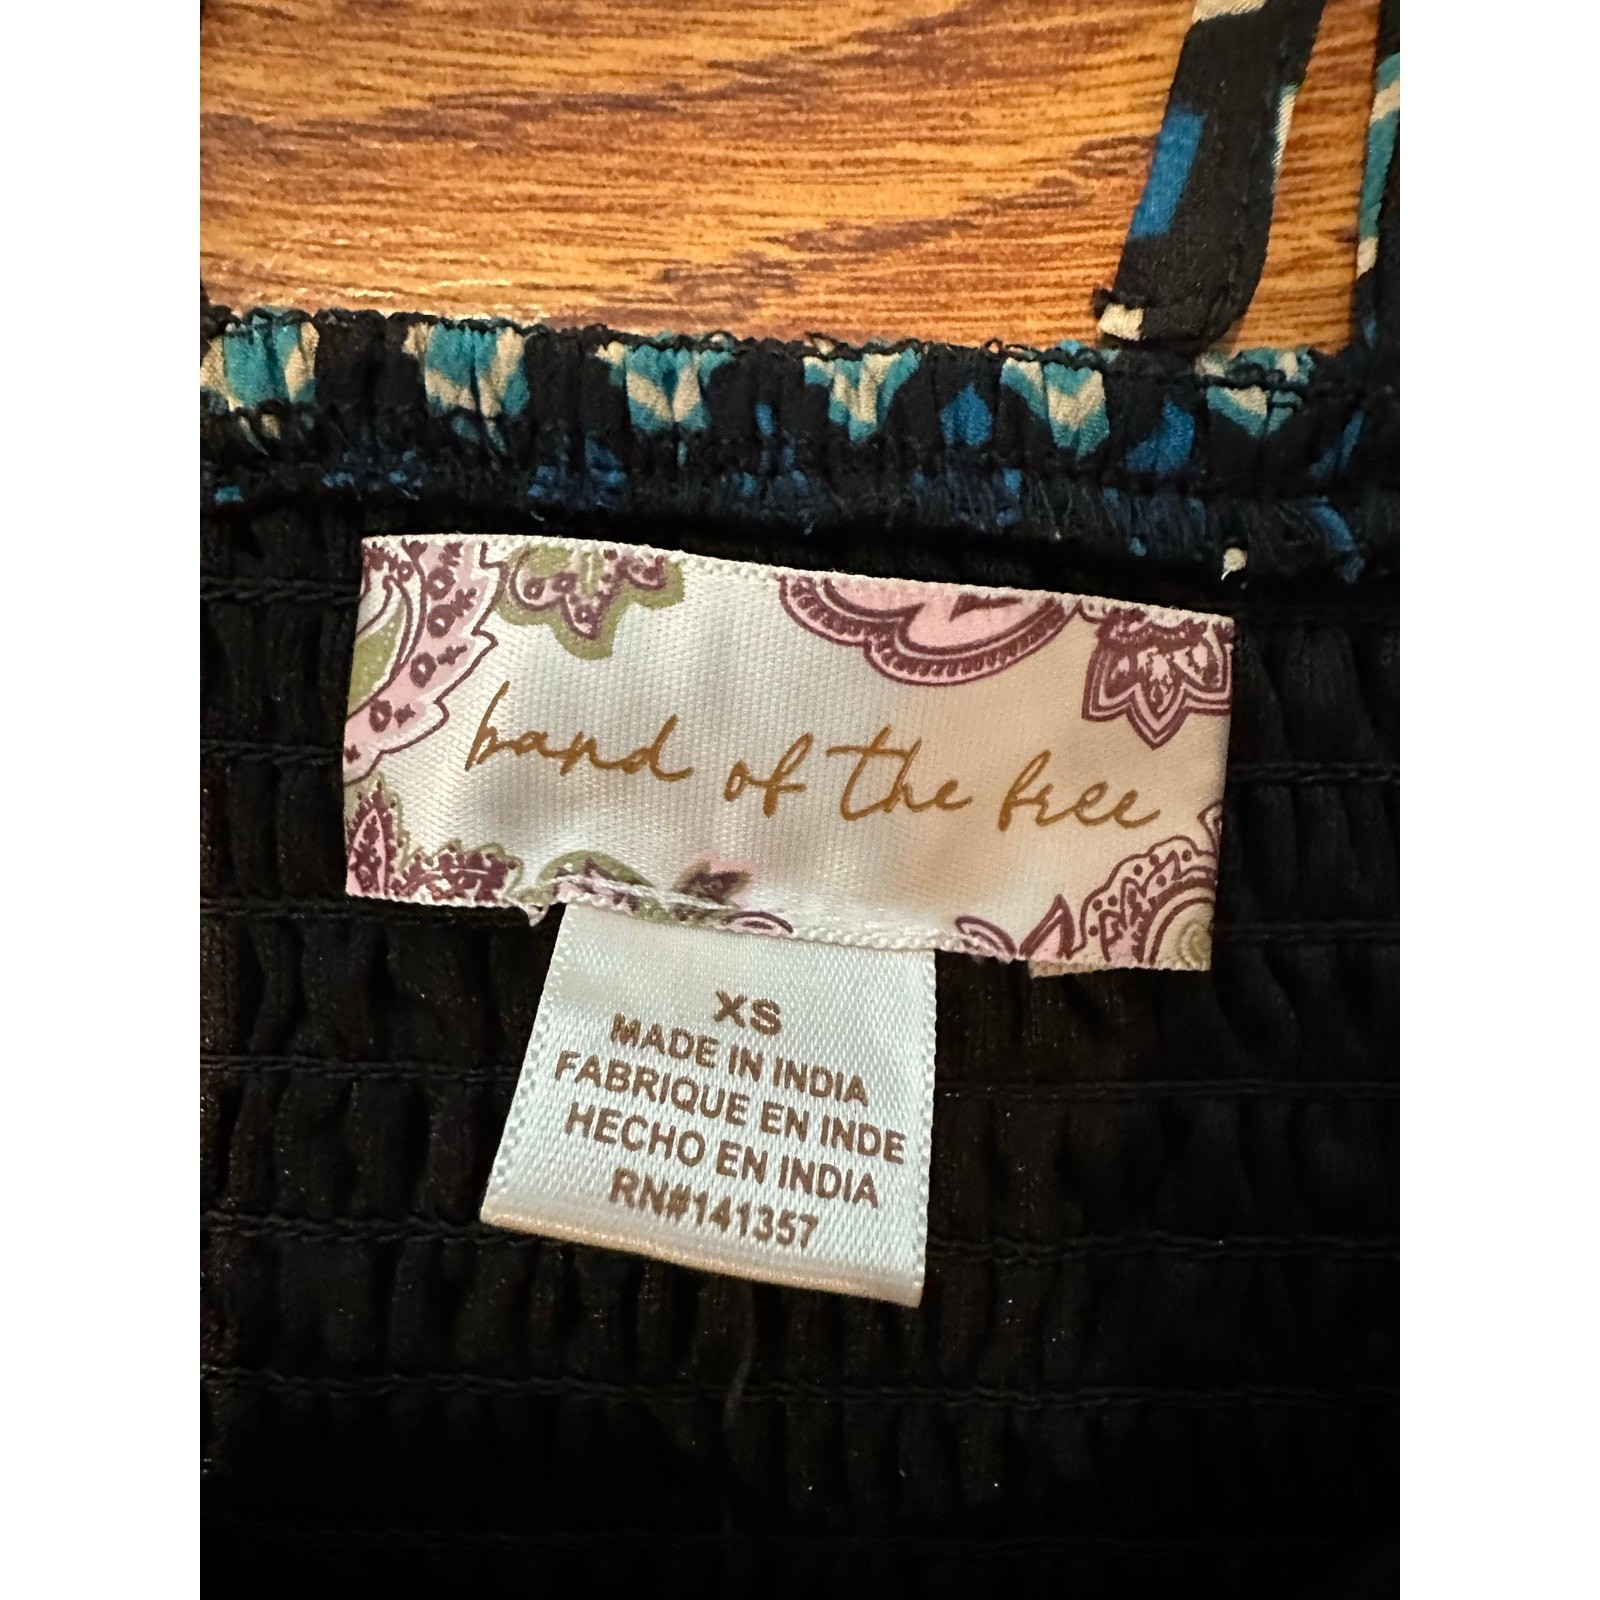 band of the free
XS
MADE IN INDIA
FABRIQUE EN INDE
HECHO EN INDIA
RN#141357